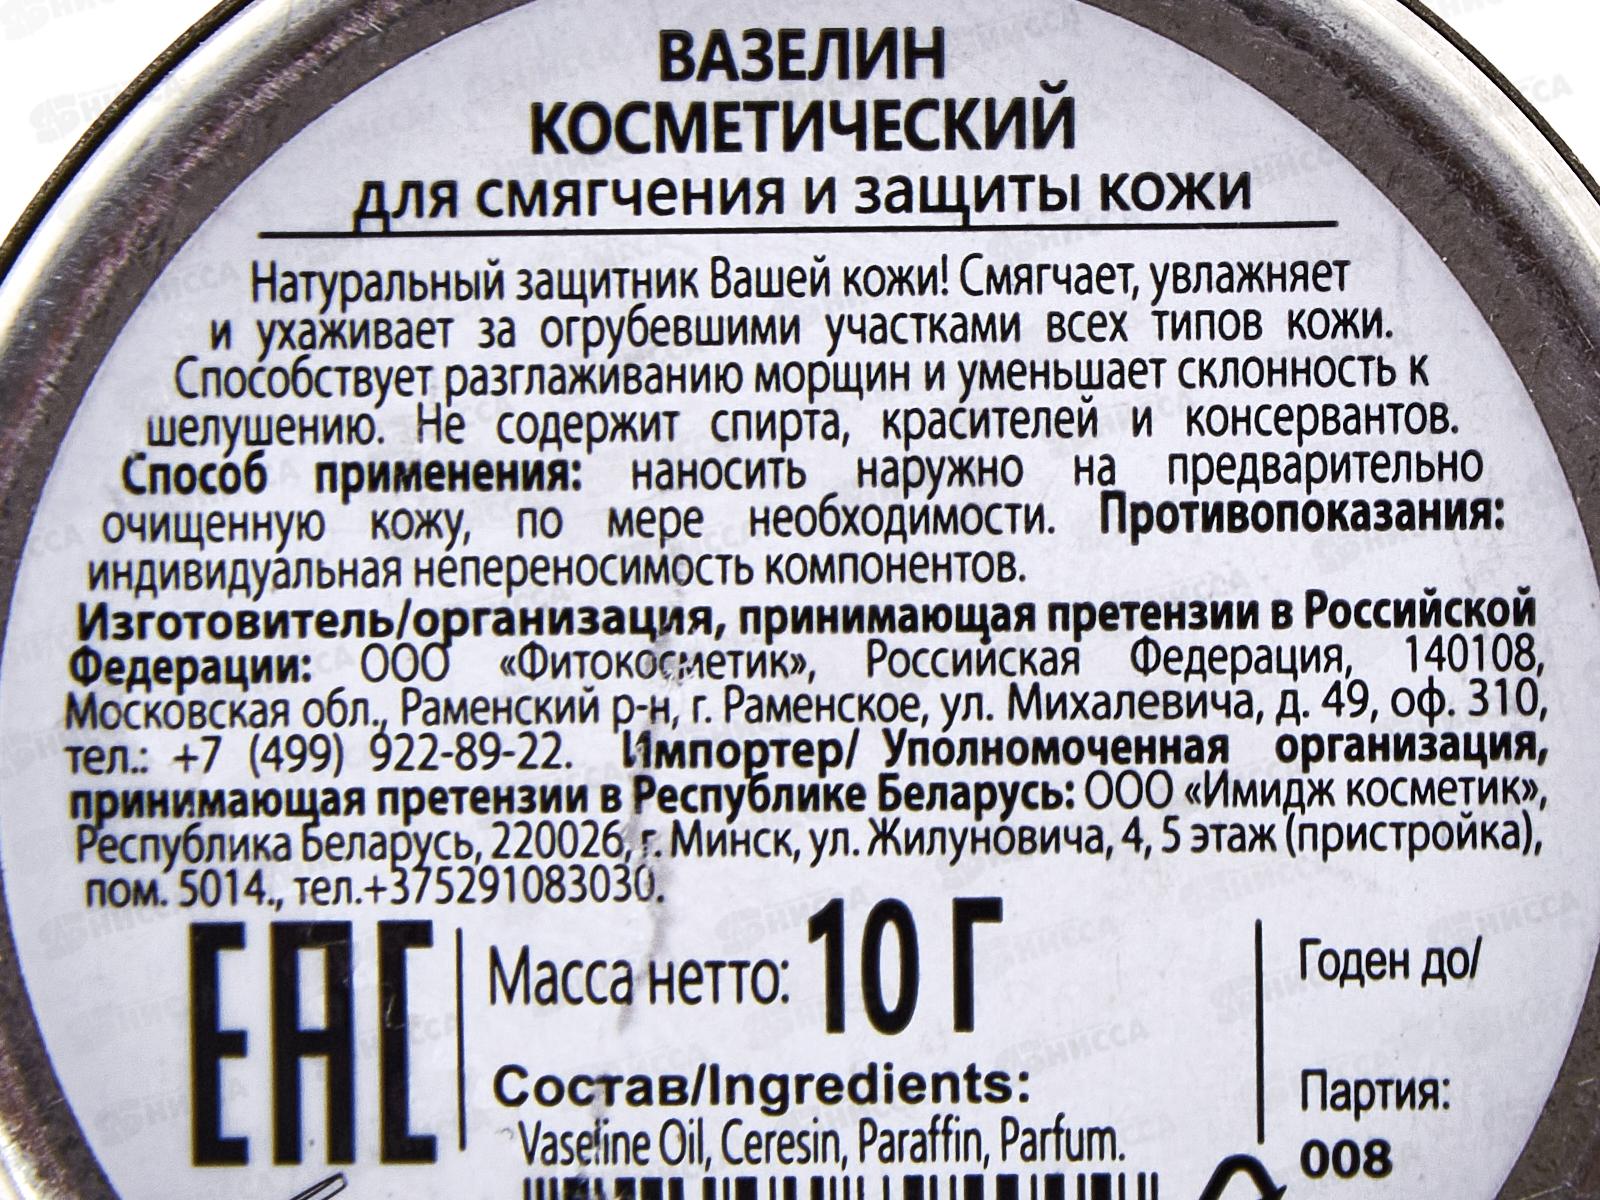 ВАЗЕЛИН
КОСМЕТИЧЕСКИЙ
для смягчения и защиты кожи
Натуральный защитник Вашей кожи! Смягчает, увлажняет
и ухаживает за огрубевшими участками всех типов кожи.
Способствует разглаживанию морщин и уменьшает склонность к
шелушению. Не содержит спирта, красителей и консервантов.
Способ применения: наносить наружно на предварительно
очищенную кожу, по мере необходимости. Противопоказания:
индивидуальная непереносимость компонентов.
Изготовитель/организация, принимающая претензии в Российской
Федерации: ООО «Фитокосметик», Российская Федерация, 140108,
Московская обл., Раменский р-н, г. Раменское, ул. Михалевича, д. 49, оф. 310,
тел.: +7 (499) 922-89-22. Импортер/ Уполномоченная организация,
принимающая претензии в Республике Беларусь: ООО «Имидж косметик»,
Республика Беларусь, 220026, г. Минск, ул. Жилуновича, 4, 5 этаж (пристройка),
пом. 5014., тел.+375291083030.
ЕАС
Масса нетто: 10 Г
Годен до/
Состав/Ingredients:
Vaseline Oil, Ceresin, Paraffin, Parfum.
Партия:
008